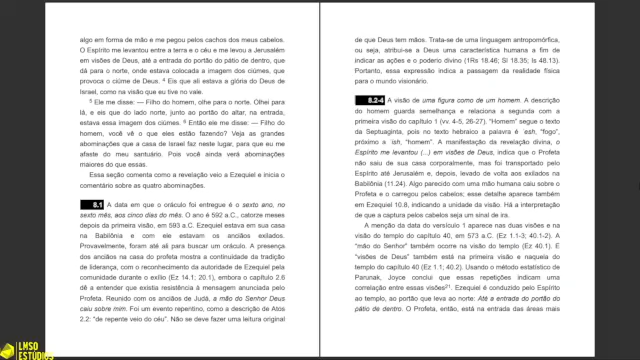 algo em forma de mão e me pegou pelos cachos dos meus cabelos.
O Espírito me levantou entre a terra e o céu e me levou a Jerusalém
em visões de Deus, até a entrada do portão do pátio de dentro, que
dá para o norte, onde estava colocada a imagem dos ciúmes, que
provoca o ciúme de Deus. 4 Eis que ali estava a glória do Deus de
Israel, como na visão que eu tive no vale.
5 Ele me disse: — Filho do homem, olhe para o norte. Olhei para
lá, e eis que do lado norte, junto ao portão do altar, na entrada,
estava essa imagem dos ciúmes. 6 Então ele me disse: — Filho do
homem, você vê o que eles estão fazendo? Veja as grandes
abominações que a casa de Israel faz neste lugar, para que eu me
afaste do meu santuário. Pois você ainda verá abominações
maiores do que essas.
Essa seção comenta como a revelação veio a Ezequiel e inicia o
comentário sobre as quatro abominações.
8.1 A data em que o oráculo foi entregue é o sexto ano, no
sexto mês, aos cinco dias do mês. O ano é 592 a.C., catorze meses
depois da primeira visão, em 593 a.C. Ezequiel estava em sua casa
na Babilônia e com ele estavam os anciãos exilados.
Provavelmente, foram até ali para buscar um oráculo. A presença
dos anciãos na casa do profeta mostra a continuidade da tradição
de liderança, com o reconhecimento da autoridade de Ezequiel pela
comunidade durante o exílio (Ez 14.1; 20.1), embora o capítulo 2.6
dê a entender que existia resistência à mensagem anunciada pelo
Profeta. Reunido com os anciãos de Judá, a mão do Senhor Deus
caiu sobre mim. Foi um evento repentino, como a descrição de Atos
2.2; “de repente veio do céu”. Não se deve fazer uma leitura original
de que Deus tem mãos. Trata-se de uma linguagem antropomórfica,
ou seja, atribui-se a Deus uma característica humana a fim de
indicar as ações e o poderio divino (1Rs 18.46; Sl 18.35; Is 48.13).
Portanto, essa expressão indica a passagem da realidade física
para o mundo visionário.
8.2-4 A visão de uma figura como de um homem. A descrição
do homem guarda semelhança e relaciona a segunda com a
primeira visão do capítulo 1 (vv. 4-5, 26-27). “Homem” segue o texto
da Septuaginta, pois no texto hebraico a palavra é esh, “fogo”,
próximo a ish, “homem”. A manifestação da revelação divina, o
Espírito me levantou (...) em visões de Deus, indica que o Profeta
não saiu de sua casa corporalmente, mas foi transportado pelo
Espírito até Jerusalém e, depois, levado de volta aos exilados na
Babilônia (11.24). Algo parecido com uma mão humana caiu sobre o
Profeta e o carregou pelos cabelos; esse detalhe aparece também
em Ezequiel 10.8, indicando a unidade da visão. Há a interpretação
de que a captura pelos cabelos seja um sinal de ira.
A menção da data do versículo 1 aparece nas duas visões e na
visão do templo do capítulo 40, em 573 a.C. (Ez 1.1-3; 40.1-2). A
“mão do Senhor” também ocorre na visão do templo (Ez 40.1). E
“visões de Deus” também está na primeira visão e naquela do
templo do capítulo 40 (Ez 1.1; 40.2). Usando o método estatístico de
Parunak, Joyce conclui que essas repetições indicam uma
correlação entre essas visões21. Ezequiel é conduzido pelo Espírito
ao templo, ao portão que leva ao norte: Até a entrada do portão do
pátio de dentro. O Profeta, então, está na entrada das áreas mais
LMSD
ESTUDIOS